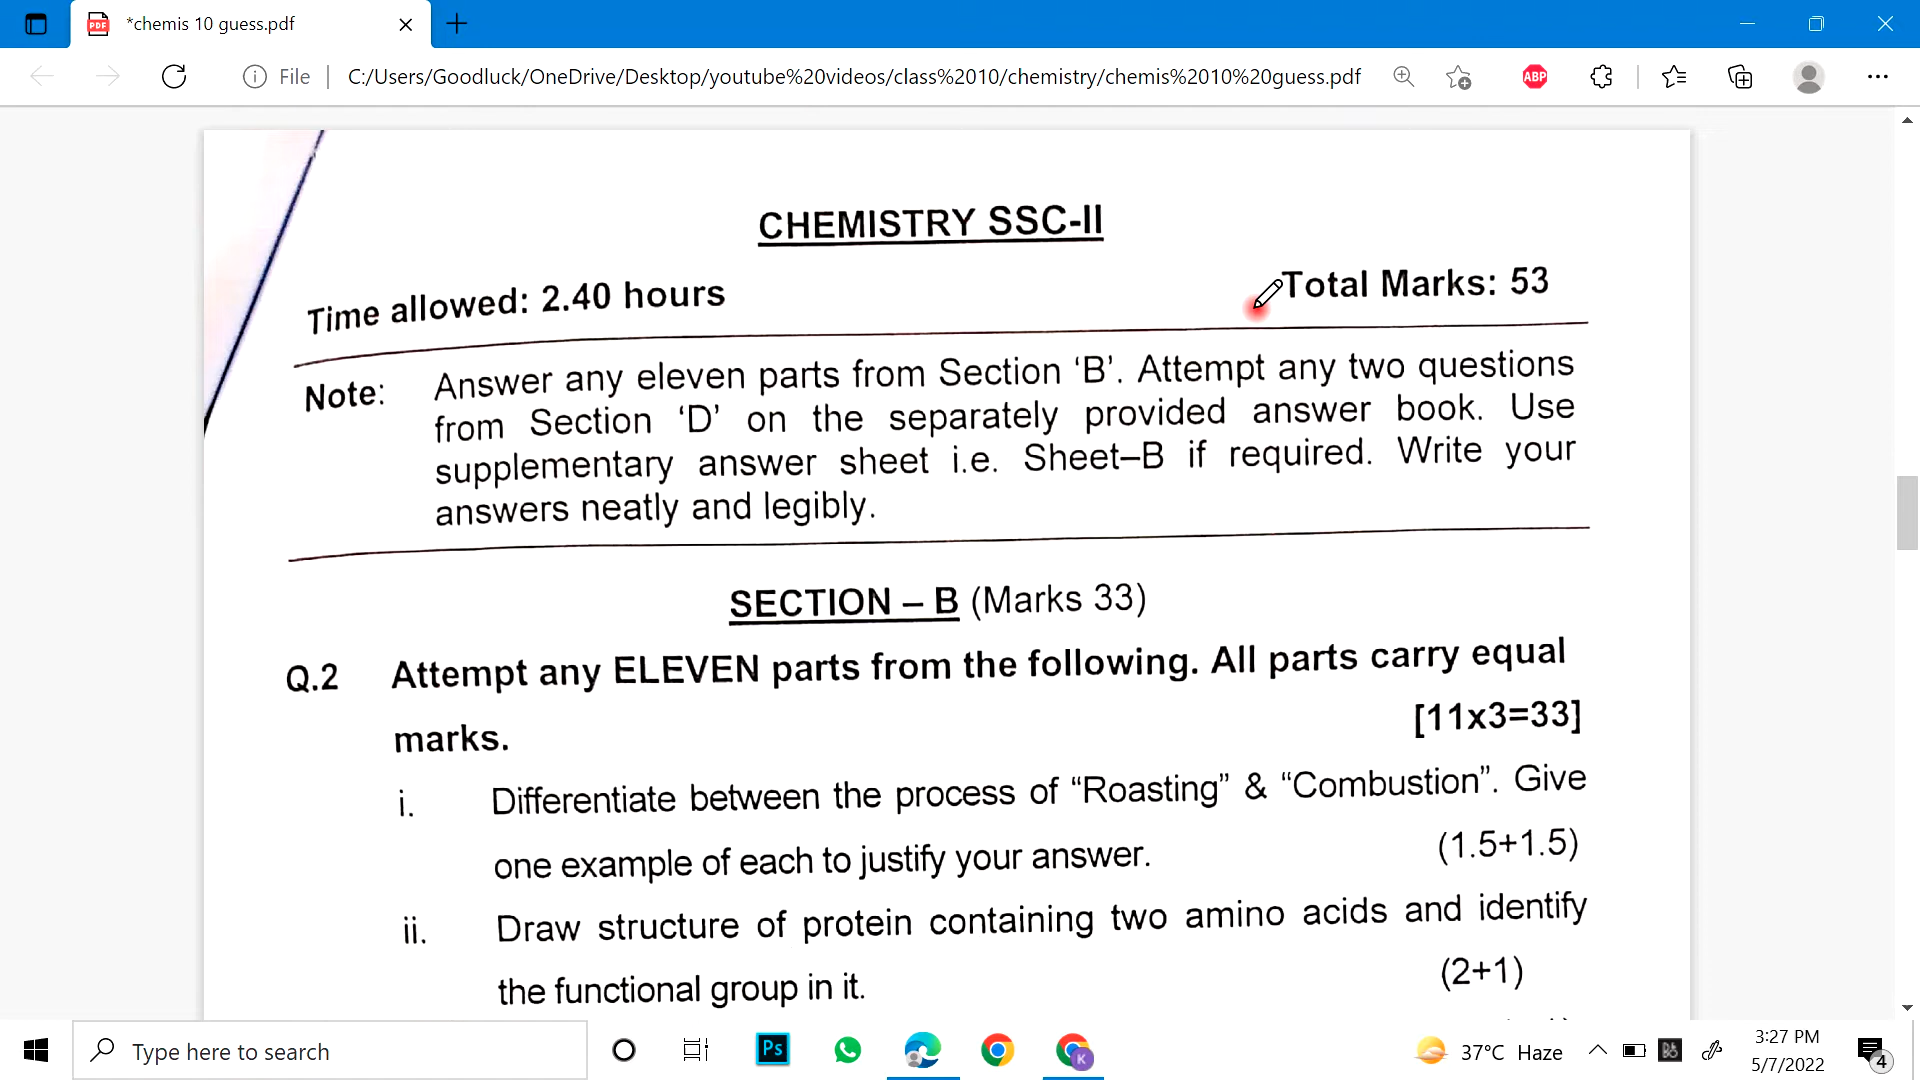 *chemis 10 guess.pdf
File
C:/Users/Goodluck/OneDrive/Desktop/youtube%20videos/class%2010/chemistry/chemis%2010%20guess.pdf
ABP
CHEMISTRY SSC-II
Time allowed: 2.40 hours
Total Marks: 53
Note: Answer any eleven parts from Section ‘B’. Attempt any two questions
from Section ‘D’ on the separately provided answer book. Use
supplementary answer sheet i.e. Sheet–B if required. Write your
answers neatly and legibly.
SECTION – B (Marks 33)
Q.2 Attempt any ELEVEN parts from the following. All parts carry equal
marks. [11x3=33]
i. Differentiate between the process of “Roasting” & “Combustion”. Give
one example of each to justify your answer. (1.5+1.5)
ii. Draw structure of protein containing two amino acids and identify
the functional group in it. (2+1)
Type here to search
Ps
K
37°C Haze
3:27 PM
5/7/2022
4